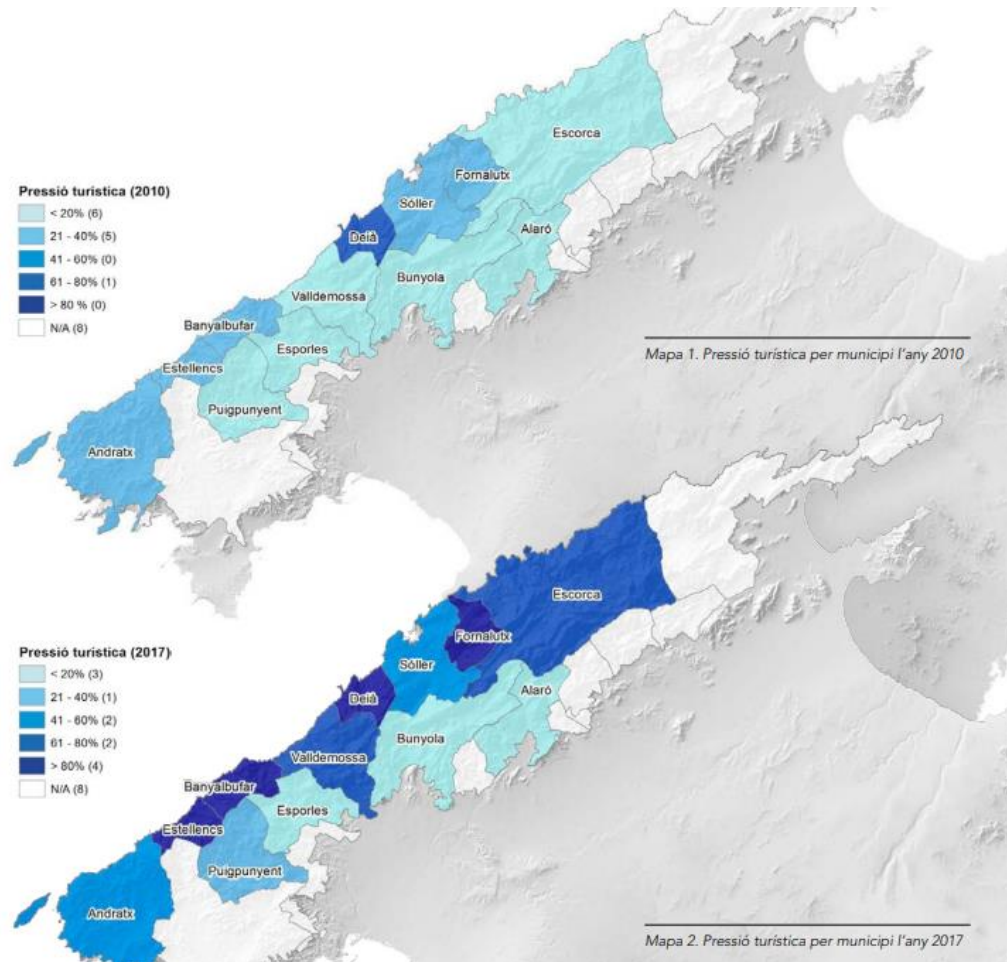 Escorca
Fornalutx
Sóller
Deià
Alaró
Bunyola
Valldemossa
Banyalbufar
Esporles
Estellencs
Puigpunyent
Andratx
Pressió turística (2010)
< 20% (6)
21 - 40% (5)
41 - 60% (0)
61 - 80% (1)
> 80 % (0)
N/A (8)
Mapa 1. Pressió turística per municipi l'any 2010
Escorca
Fornalutx
Sóller
Deià
Alaró
Bunyola
Valldemossa
Banyalbufar
Esporles
Estellencs
Puigpunyent
Andratx
Pressió turística (2017)
< 20% (3)
21 - 40% (1)
41 - 60% (2)
61 - 80% (2)
> 80% (4)
N/A (8)
Mapa 2. Pressió turística per municipi l'any 2017